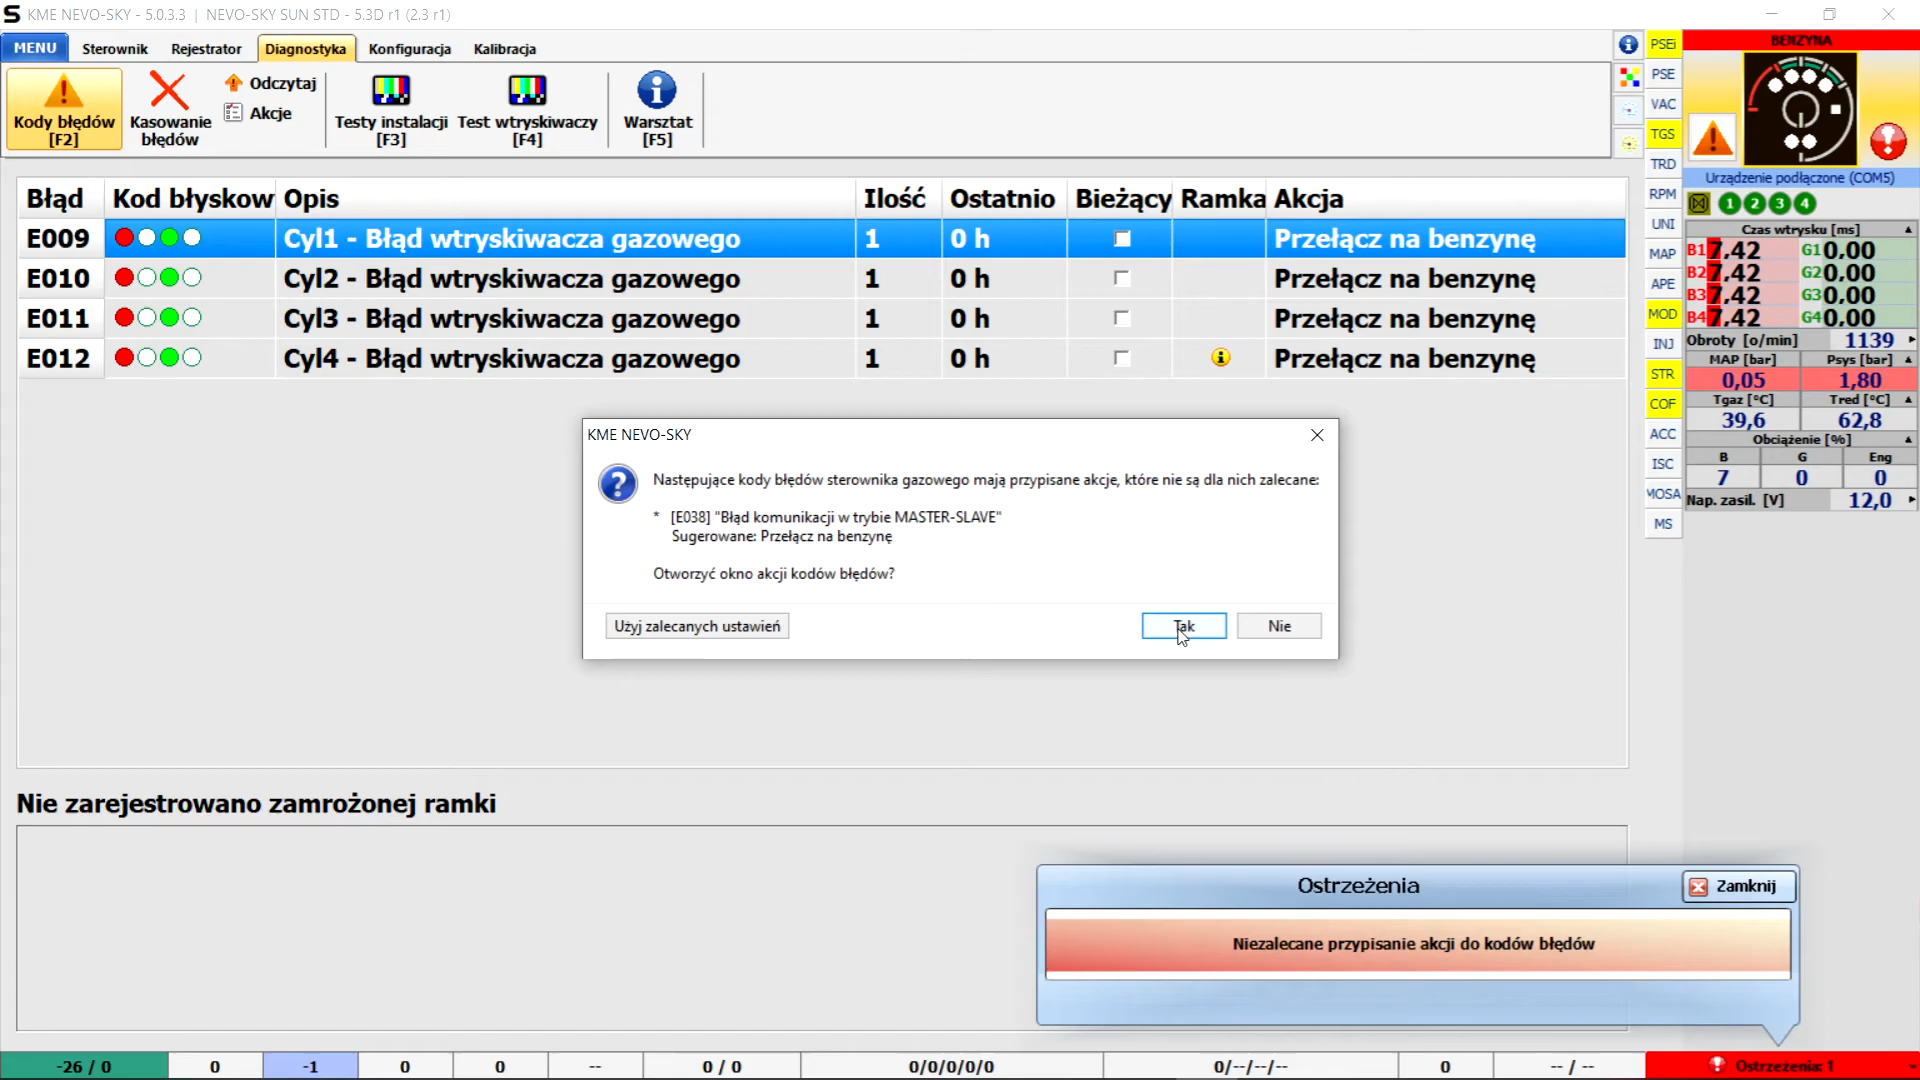 KME NEVO-SKY - 5.0.3.3 | NEVO-SKY SUN STD - 5.3D r1 (2.3 r1)
MENU Sterownik Rejestrator Diagnostyka Konfiguracja Kalibracja
Kody błędów [F2]
Kasowanie błędów
Odczytaj
Akcje
Testy instalacji [F3]
Test wtryskiwaczy [F4]
Warsztat [F5]
Błąd Kod błyskow Opis Ilość Ostatnio Bieżący Ramka Akcja
E009 Cyl1 - Błąd wtryskiwacza gazowego 1 0 h Przełącz na benzynę
E010 Cyl2 - Błąd wtryskiwacza gazowego 1 0 h Przełącz na benzynę
E011 Cyl3 - Błąd wtryskiwacza gazowego 1 0 h Przełącz na benzynę
E012 Cyl4 - Błąd wtryskiwacza gazowego 1 0 h Przełącz na benzynę
KME NEVO-SKY
Następujące kody błędów sterownika gazowego mają przypisane akcje, które nie są dla nich zalecane:
* [E038] "Błąd komunikacji w trybie MASTER-SLAVE"
Sugerowane: Przełącz na benzynę
Otworzyć okno akcji kodów błędów?
Użyj zalecanych ustawień Tak Nie
Nie zarejestrowano zamrożonej ramki
Ostrzeżenia Zamknij
Niezalecane przypisanie akcji do kodów błędów
PSEi
PSE
VAC
TGS
TRD
RPM
UNI
MAP
APE
MOD
INJ
STR
COF
ACC
ISC
MOSA
MS
BENZYNA
Urządzenie podłączone (COM5)
1 2 3 4
Czas wtrysku [ms]
B1 7,42 G1 0,00
B2 7,42 G2 0,00
B3 7,42 G3 0,00
B4 7,42 G4 0,00
Obroty [o/min] 1139
MAP [bar] Psys [bar]
0,05 1,80
Tgaz [°C] Tred [°C]
39,6 62,8
Obciążenie [%]
B G Eng
7 0 0
Nap. zasil. [V] 12,0
-26 / 0 0 -1 0 0 -- 0 / 0 0/0/0/0/0 0/--/--/-- 0 -- / -- Ostrzeżenia: 1